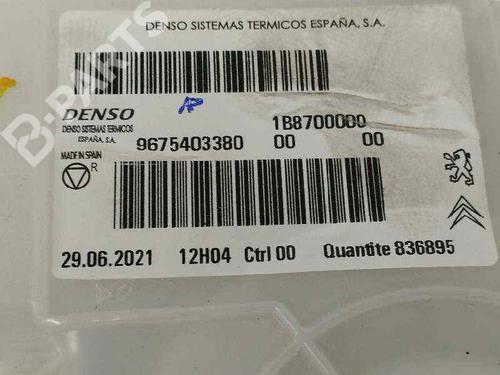 DENSO SISTEMAS TERMICOS ESPAÑA, S.A.
B-PARTS
DENSO
DENSO SISTEMAS TERMICOS
ESPAÑA, S.A.
MADE IN SPAIN
R
9675403380
1B8700080
00 00
29.06.2021 12H04 Ctrl 00 Quantite 836895